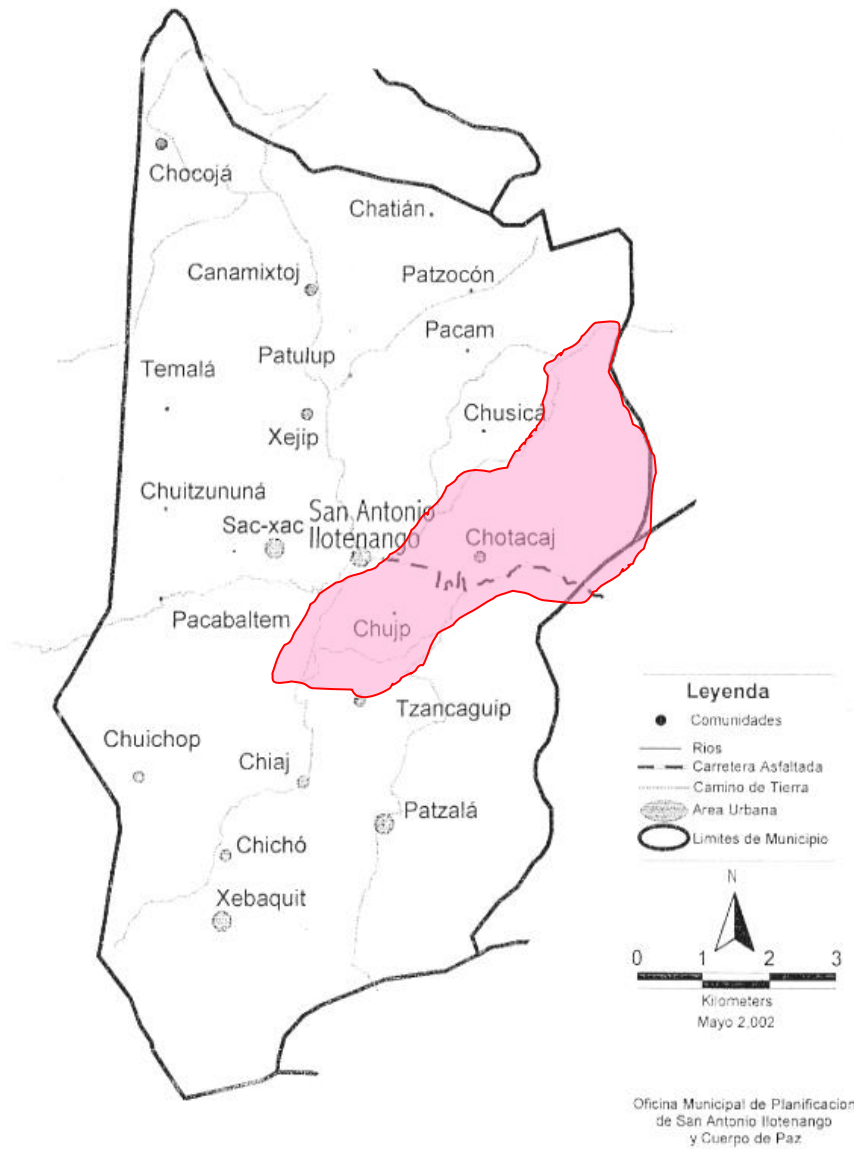 Chocojá
Chatián
Canamixtoj
Patzocón
Pacam
Patulup
Temalá
Chusica
Xejip
Chuitzununá
San Antonio
Ilotenango
Sac-xac
Chotacaj
Pacabaltem
Chujp
Tzancaguip
Chuichop
Chiaj
Patzalá
Chichó
Xebaquit
Leyenda
Comunidades
Rios
Carretera Asfaltada
Camino de Tierra
Area Urbana
Limites de Municipio
N
0 1 2 3
Kilometers
Mayo 2,002
Oficina Municipal de Planificacion
de San Antonio Ilotenango
y Cuerpo de Paz